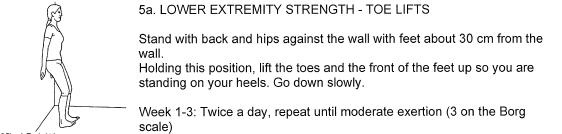 5a. LOWER EXTREMITY STRENGTH - TOE LIFTS
Stand with back and hips against the wall with feet about 30 cm from the
wall.
Holding this position, lift the toes and the front of the feet up so you are
standing on your heels. Go down slowly.
Week 1-3: Twice a day, repeat until moderate exertion (3 on the Borg
scale)